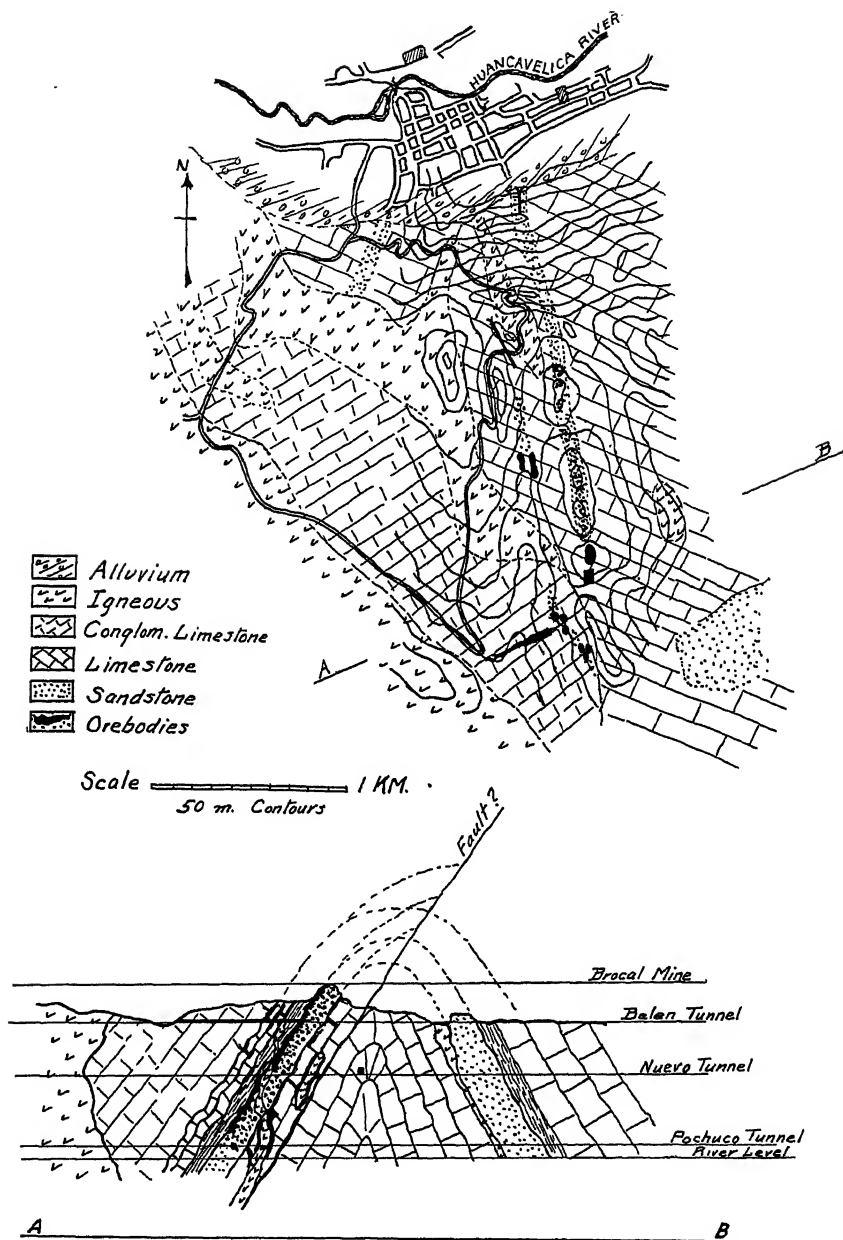 HUANCAVELICA RIVER
N
B
A
Alluvium
Igneous
Conglom. Limestone
Limestone
Sandstone
Orebodies
Scale 1 KM.
50 m. Contours
Fault?
Brocal Mine
Belen Tunnel
Nuevo Tunnel
Pochuco Tunnel
River Level
A
B